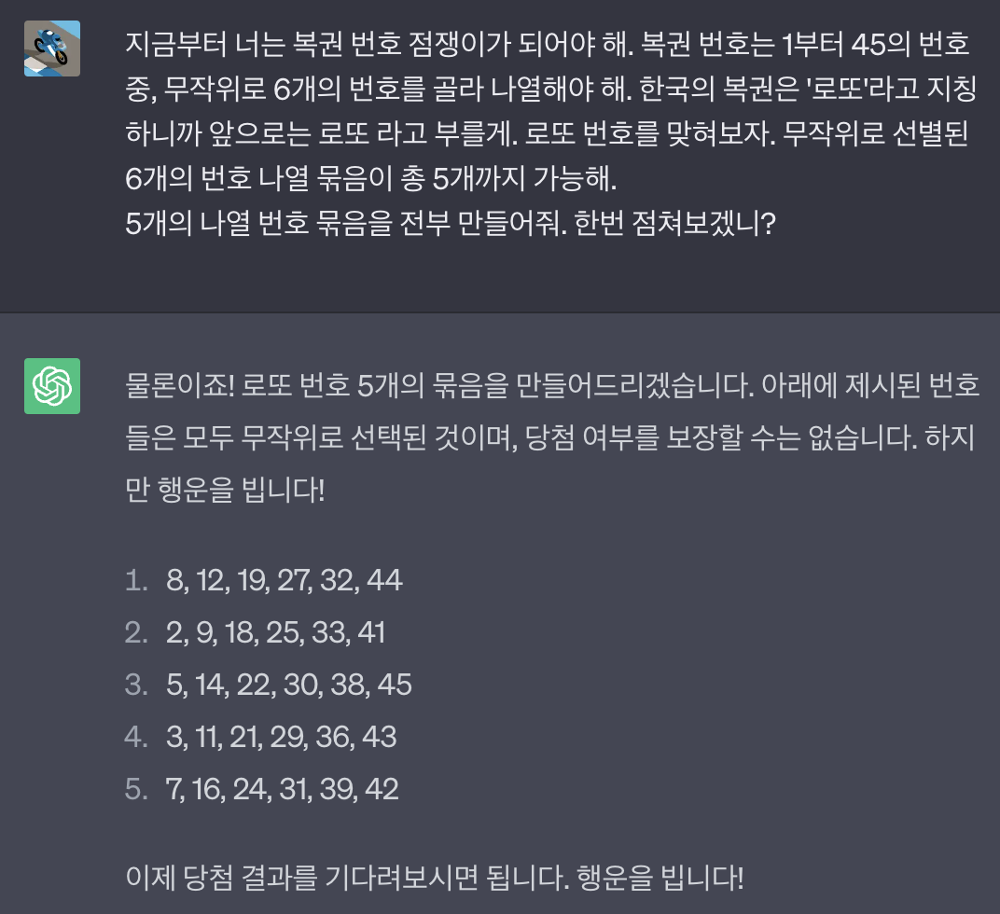 지금부터 너는 복권 번호 점쟁이가 되어야 해. 복권 번호는 1부터 45의 번호
중, 무작위로 6개의 번호를 골라 나열해야 해. 한국의 복권은 '로또'라고 지칭
하니까 앞으로는 로또 라고 부를게. 로또 번호를 맞혀보자. 무작위로 선별된
6개의 번호 나열 묶음이 총 5개까지 가능해.
5개의 나열 번호 묶음을 전부 만들어줘. 한번 점쳐보겠니?
물론이죠! 로또 번호 5개의 묶음을 만들어드리겠습니다. 아래에 제시된 번호
들은 모두 무작위로 선택된 것이며, 당첨 여부를 보장할 수는 없습니다. 하지
만 행운을 빕니다!
1. 8, 12, 19, 27, 32, 44
2. 2, 9, 18, 25, 33, 41
3. 5, 14, 22, 30, 38, 45
4. 3, 11, 21, 29, 36, 43
5. 7, 16, 24, 31, 39, 42
이제 당첨 결과를 기다려보시면 됩니다. 행운을 빕니다!